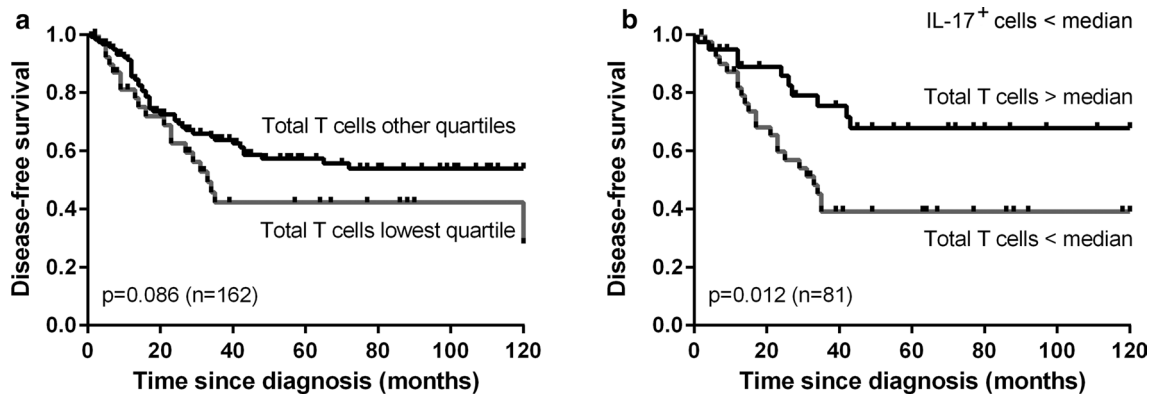 a
1.0
0.8
0.6
0.4
0.2
0.0
Disease-free survival
Total T cells other quartiles
Total T cells lowest quartile
p=0.086 (n=162)
0 20 40 60 80 100 120
Time since diagnosis (months)
b
IL-17+ cells < median
1.0
0.8
0.6
0.4
0.2
0.0
Disease-free survival
Total T cells > median
Total T cells < median
p=0.012 (n=81)
0 20 40 60 80 100 120
Time since diagnosis (months)